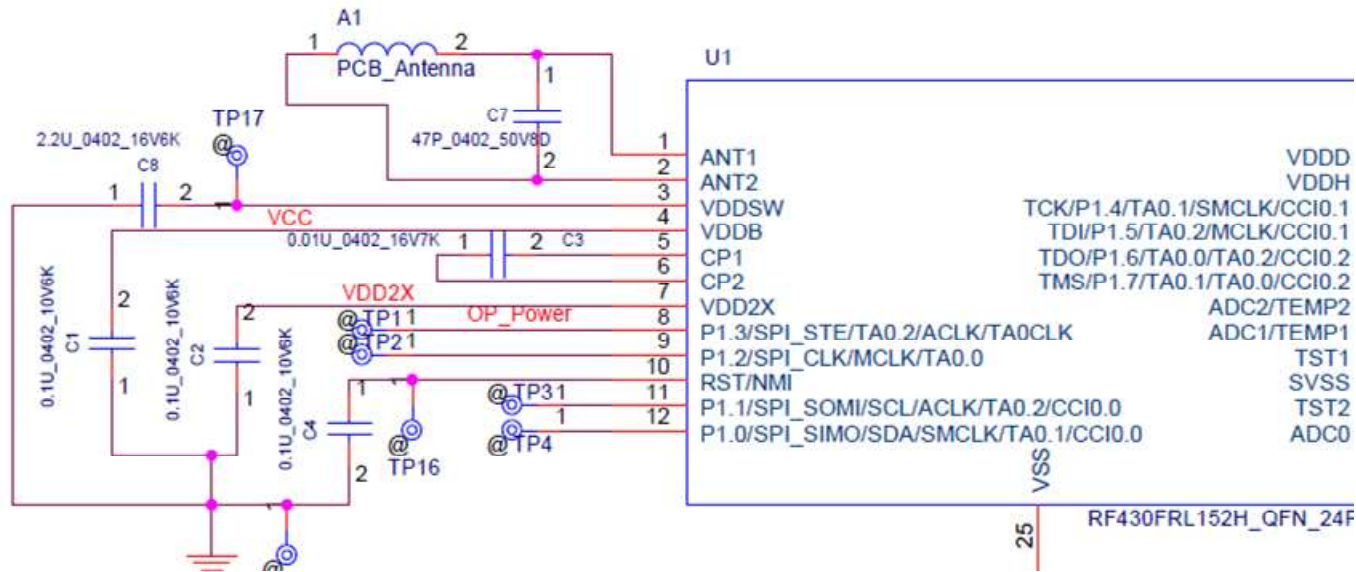 A1
1
2
PCB_Antenna
U1
1
C7
47P_0402_50V8D
2
TP17
@
2.2U_0402_16V6K
C8
1
2
1
1
ANT1
VDDD
2
ANT2
VDDH
3
VDDSW
TCK/P1.4/TA0.1/SMCLK/CCI0.1
VCC
4
VDDB
TDI/P1.5/TA0.2/MCLK/CCI0.1
0.01U_0402_16V7K
1
2
C3
5
CP1
TDO/P1.6/TA0.0/TA0.2/CCI0.2
6
CP2
TMS/P1.7/TA0.1/TA0.0/CCI0.2
VDD2X
7
VDD2X
ADC2/TEMP2
@ TP1 1
OP_Power
8
P1.3/SPI_STE/TA0.2/ACLK/TA0CLK
ADC1/TEMP1
@ TP2 1
9
P1.2/SPI_CLK/MCLK/TA0.0
TST1
10
RST/NMI
SVSS
@ TP3 1
11
P1.1/SPI_SOMI/SCL/ACLK/TA0.2/CCI0.0
TST2
1
@ TP4
12
P1.0/SPI_SIMO/SDA/SMCLK/TA0.1/CCI0.0
ADC0
2
C1
0.1U_0402_10V6K
1
2
C2
0.1U_0402_10V6K
1
1
C4
0.1U_0402_10V6K
2
@
TP16
1
@
VSS
25
RF430FRL152H_QFN_24P